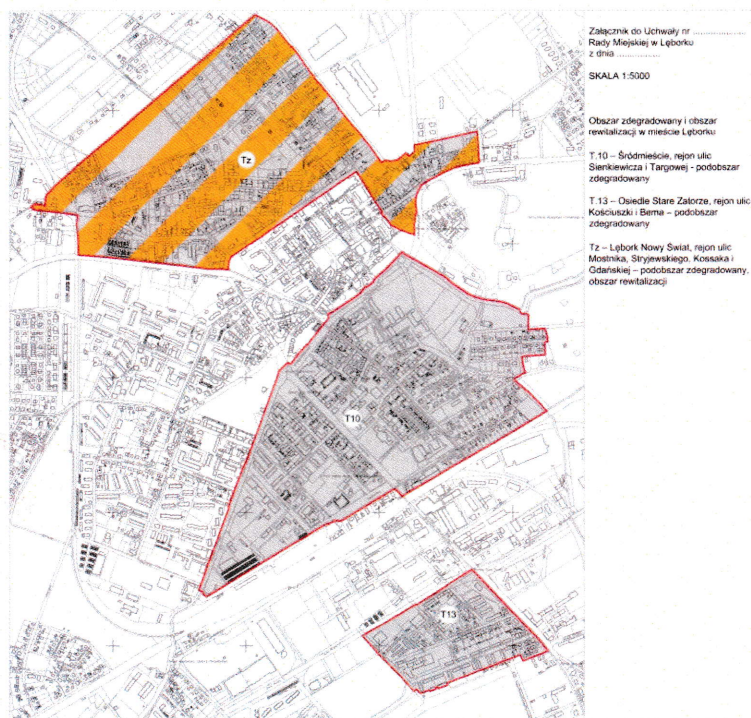 Załącznik do Uchwały nr ....................
Rady Miejskiej w Lęborku
z dnia ..............
SKALA 1:5000
Obszar zdegradowany i obszar
rewitalizacji w mieście Lęborku
T.10 – Śródmieście, rejon ulic
Sienkiewicza i Targowej - podobszar
zdegradowany
T.13 – Osiedle Stare Zatorze, rejon ulic
Kościuszki i Bema – podobszar
zdegradowany
Tz – Lębork Nowy Świat, rejon ulic
Mostnika, Stryjewskiego, Kossaka i
Gdańskiej – podobszar zdegradowany,
obszar rewitalizacji
Tz
T10
T13